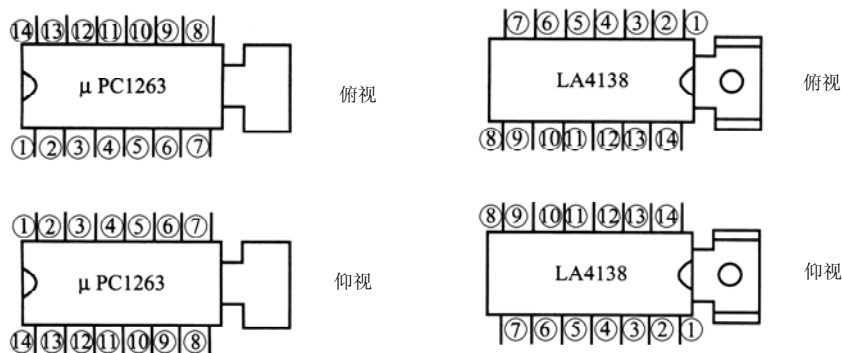 ⑭⑬⑫⑪⑩⑨⑧
μ PC1263
俯视
①②③④⑤⑥⑦
⑦⑥⑤④③②①
LA4138
俯视
⑧⑨⑩⑪⑫⑬⑭
①②③④⑤⑥⑦
μ PC1263
仰视
⑭⑬⑫⑪⑩⑨⑧
⑧⑨⑩⑪⑫⑬⑭
LA4138
仰视
⑦⑥⑤④③②①